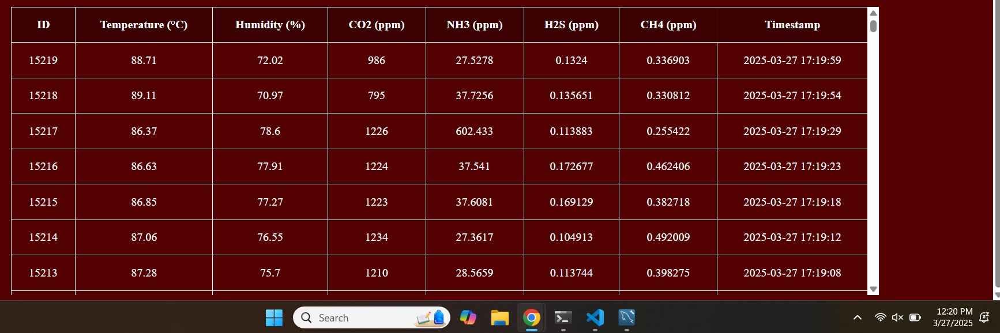 ID Temperature (°C) Humidity (%) CO2 (ppm) NH3 (ppm) H2S (ppm) CH4 (ppm) Timestamp
15219 88.71 72.02 986 27.5278 0.1324 0.336903 2025-03-27 17:19:59
15218 89.11 70.97 795 37.7256 0.135651 0.330812 2025-03-27 17:19:54
15217 86.37 78.6 1226 602.433 0.113883 0.255422 2025-03-27 17:19:29
15216 86.63 77.91 1224 37.541 0.172677 0.462406 2025-03-27 17:19:23
15215 86.85 77.27 1223 37.6081 0.169129 0.382718 2025-03-27 17:19:18
15214 87.06 76.55 1234 27.3617 0.104913 0.492009 2025-03-27 17:19:12
15213 87.28 75.7 1210 28.5659 0.113744 0.398275 2025-03-27 17:19:08
Search 12:20 PM
3/27/2025